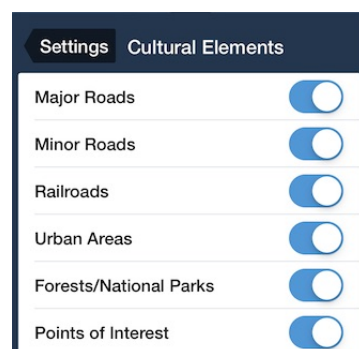 Settings Cultural Elements
Major Roads
Minor Roads
Railroads
Urban Areas
Forests/National Parks
Points of Interest